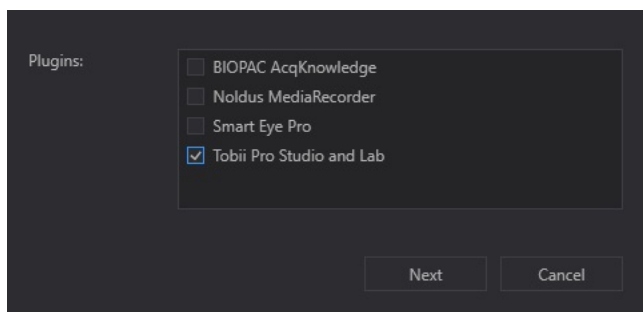 Plugins:
BIOPAC AcqKnowledge
Noldus MediaRecorder
Smart Eye Pro
Tobii Pro Studio and Lab
Next
Cancel